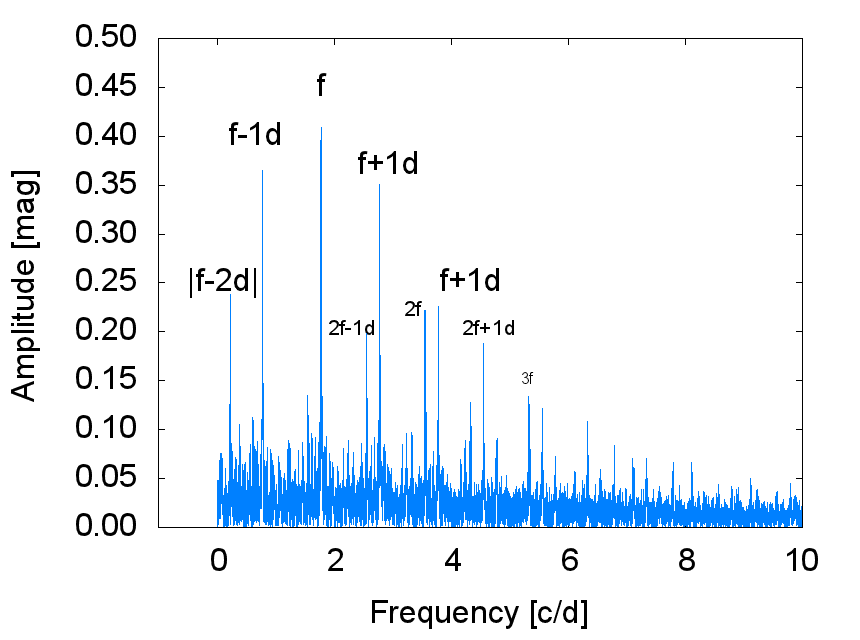 0.50
0.45
0.40
0.35
0.30
0.25
0.20
0.15
0.10
0.05
0.00
Amplitude [mag]
f
f-1d
f+1d
|f-2d|
f+1d
2f-1d
2f
2f+1d
3f
0 2 4 6 8 10
Frequency [c/d]